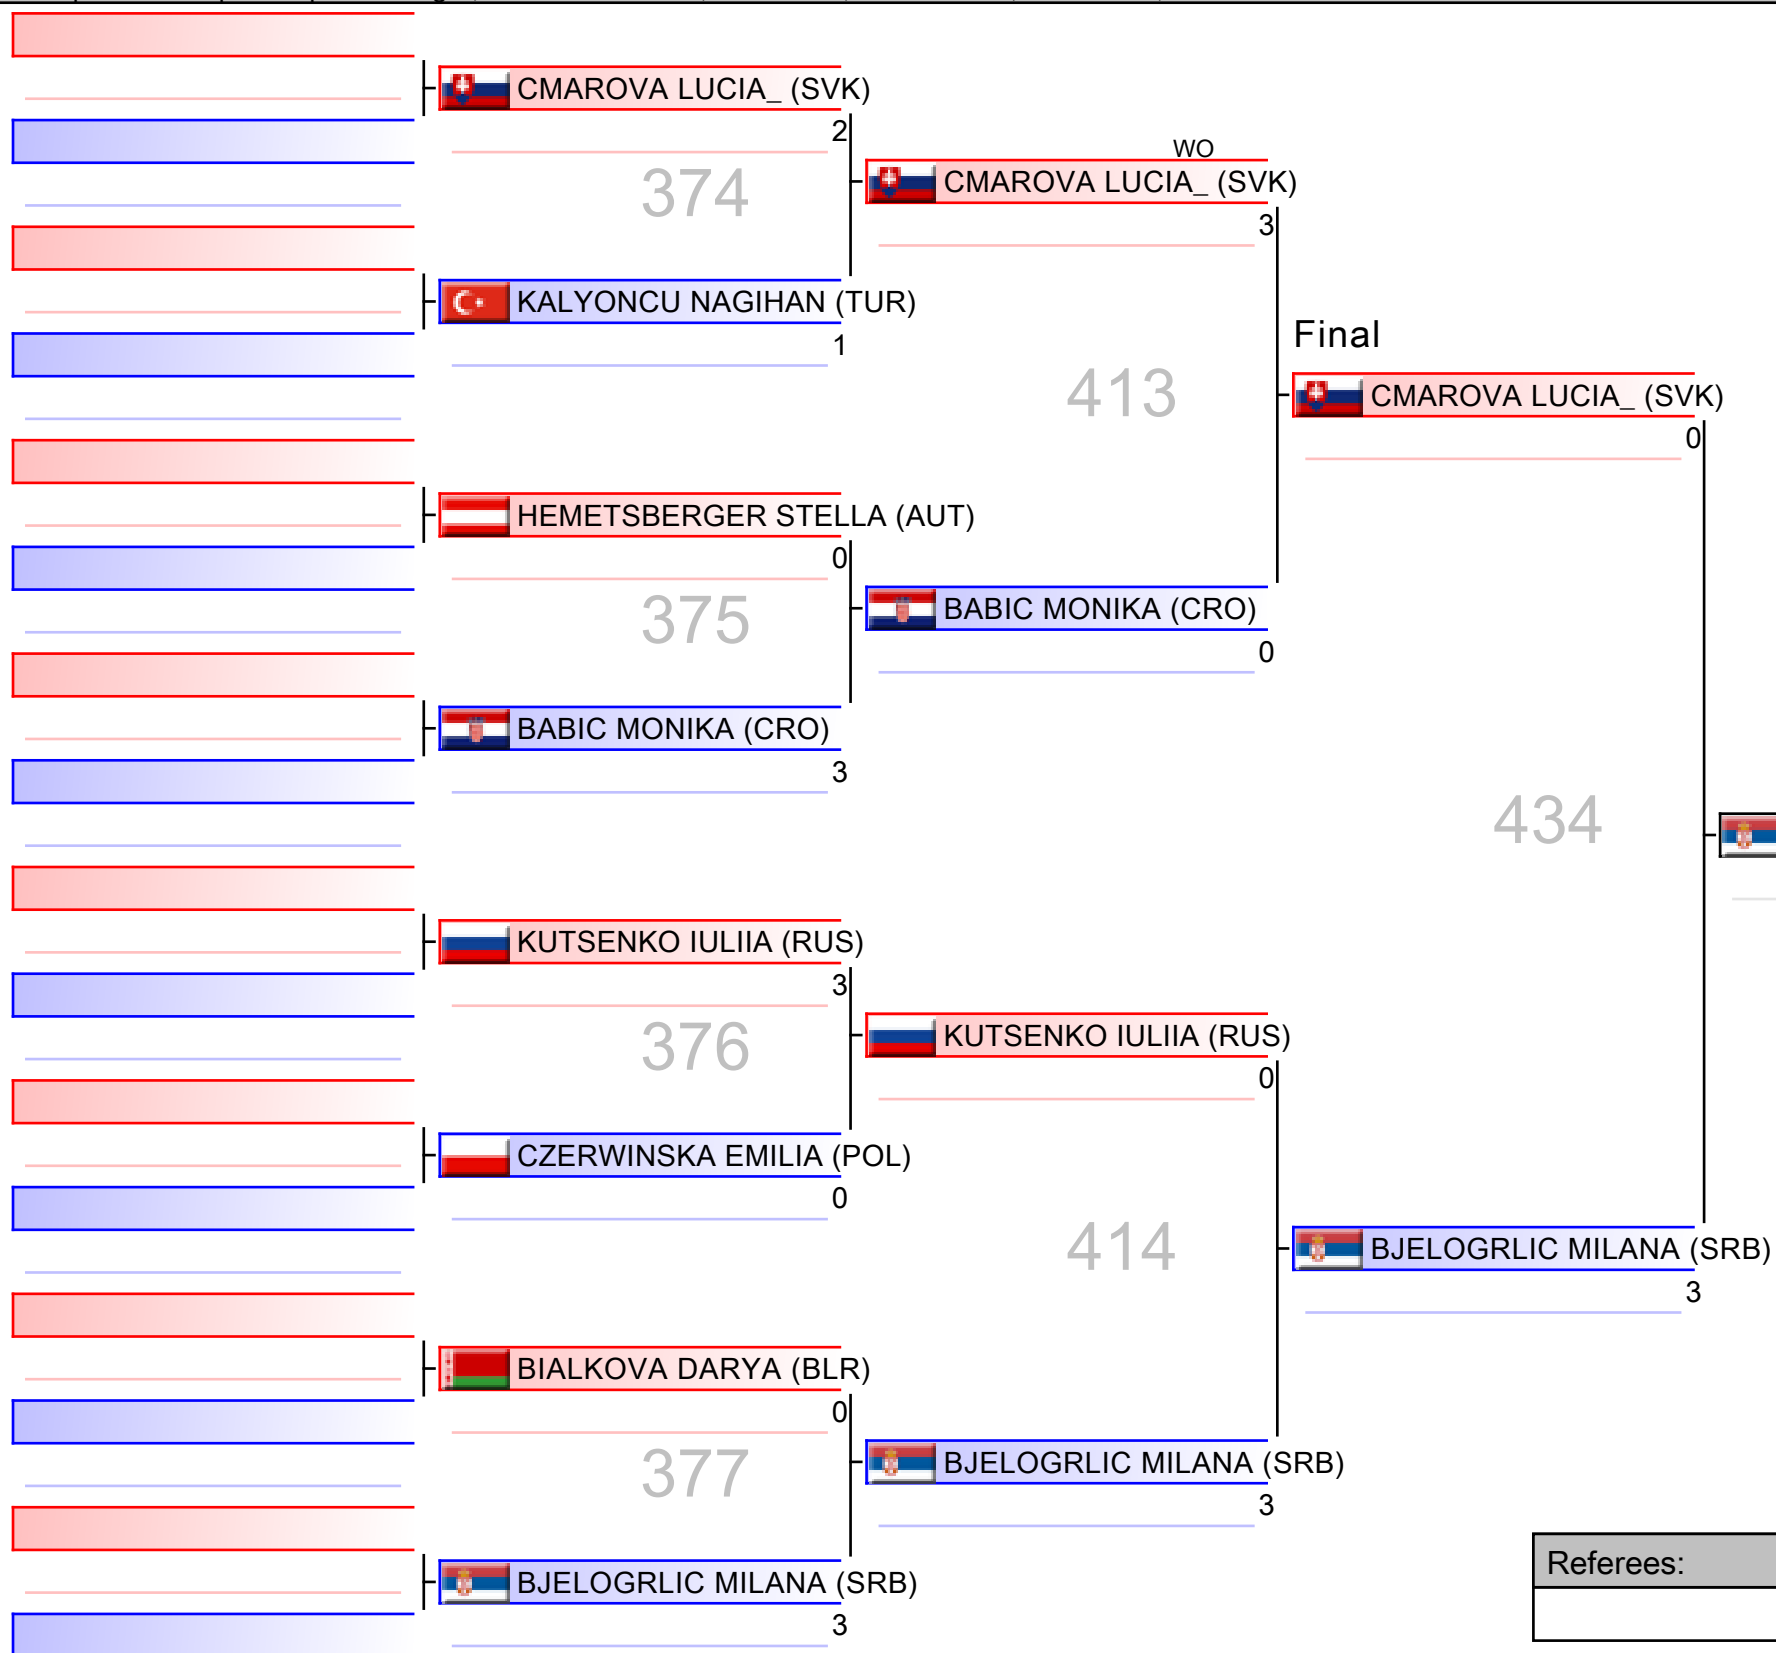 CMAROVA LUCIA_ (SVK)
2
374
KALYONCU NAGIHAN (TUR)
1
HEMETSBERGER STELLA (AUT)
0
375
BABIC MONIKA (CRO)
3
KUTSENKO IULIIA (RUS)
3
376
CZERWINSKA EMILIA (POL)
0
BIALKOVA DARYA (BLR)
0
377
BJELOGRLIC MILANA (SRB)
3
WO
CMAROVA LUCIA_ (SVK)
3
413
BABIC MONIKA (CRO)
0
KUTSENKO IULIIA (RUS)
0
414
BJELOGRLIC MILANA (SRB)
3
Final
CMAROVA LUCIA_ (SVK)
0
434
BJELOGRLIC MILANA (SRB)
3
Referees: